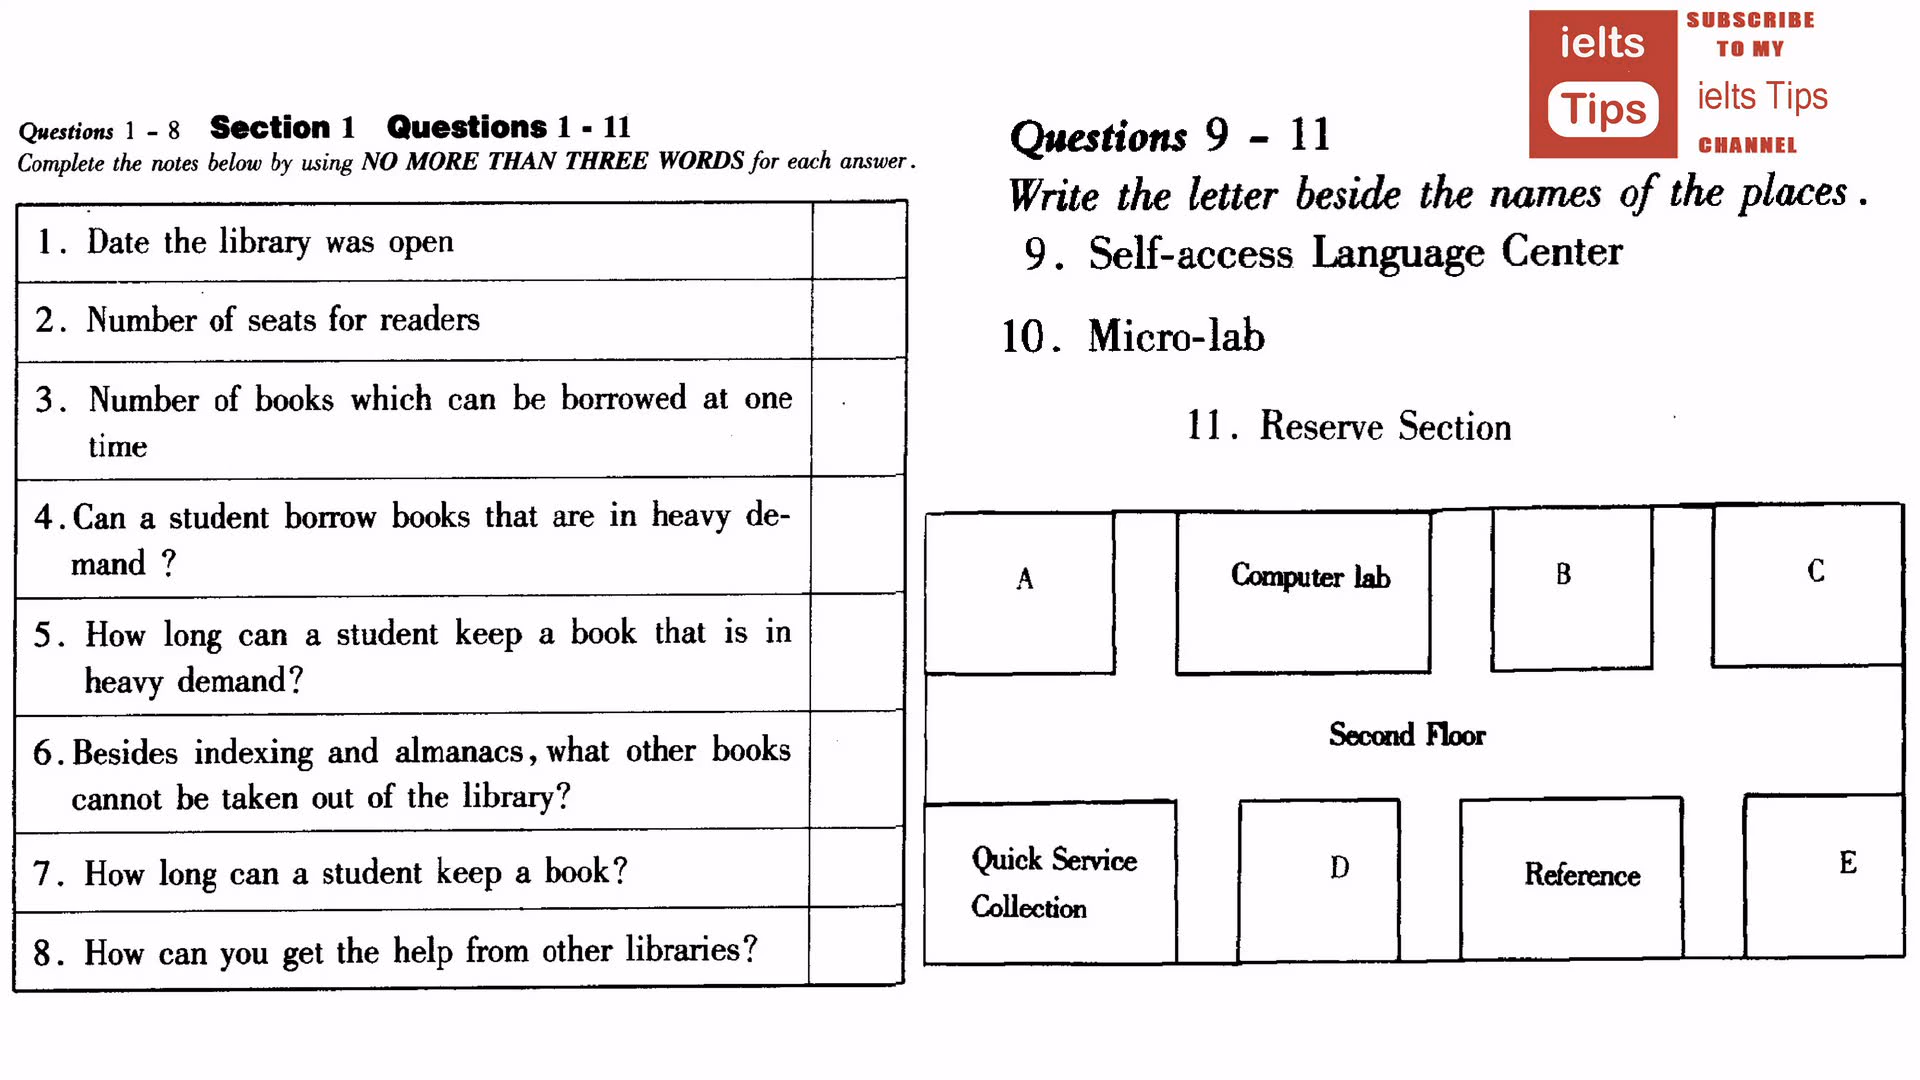 ielts
Tips
SUBSCRIBE
TO MY
ielts Tips
CHANNEL
Questions 1 - 8 Section 1 Questions 1 - 11
Complete the notes below by using NO MORE THAN THREE WORDS for each answer.
1. Date the library was open
2. Number of seats for readers
3. Number of books which can be borrowed at one
time
4. Can a student borrow books that are in heavy de-
mand ?
5. How long can a student keep a book that is in
heavy demand?
6. Besides indexing and almanacs, what other books
cannot be taken out of the library?
7. How long can a student keep a book?
8. How can you get the help from other libraries?
Questions 9 - 11
Write the letter beside the names of the places.
9. Self-access Language Center
10. Micro-lab
11. Reserve Section
A
Computer lab
B
C
Second Floor
Quick Service
Collection
D
Reference
E